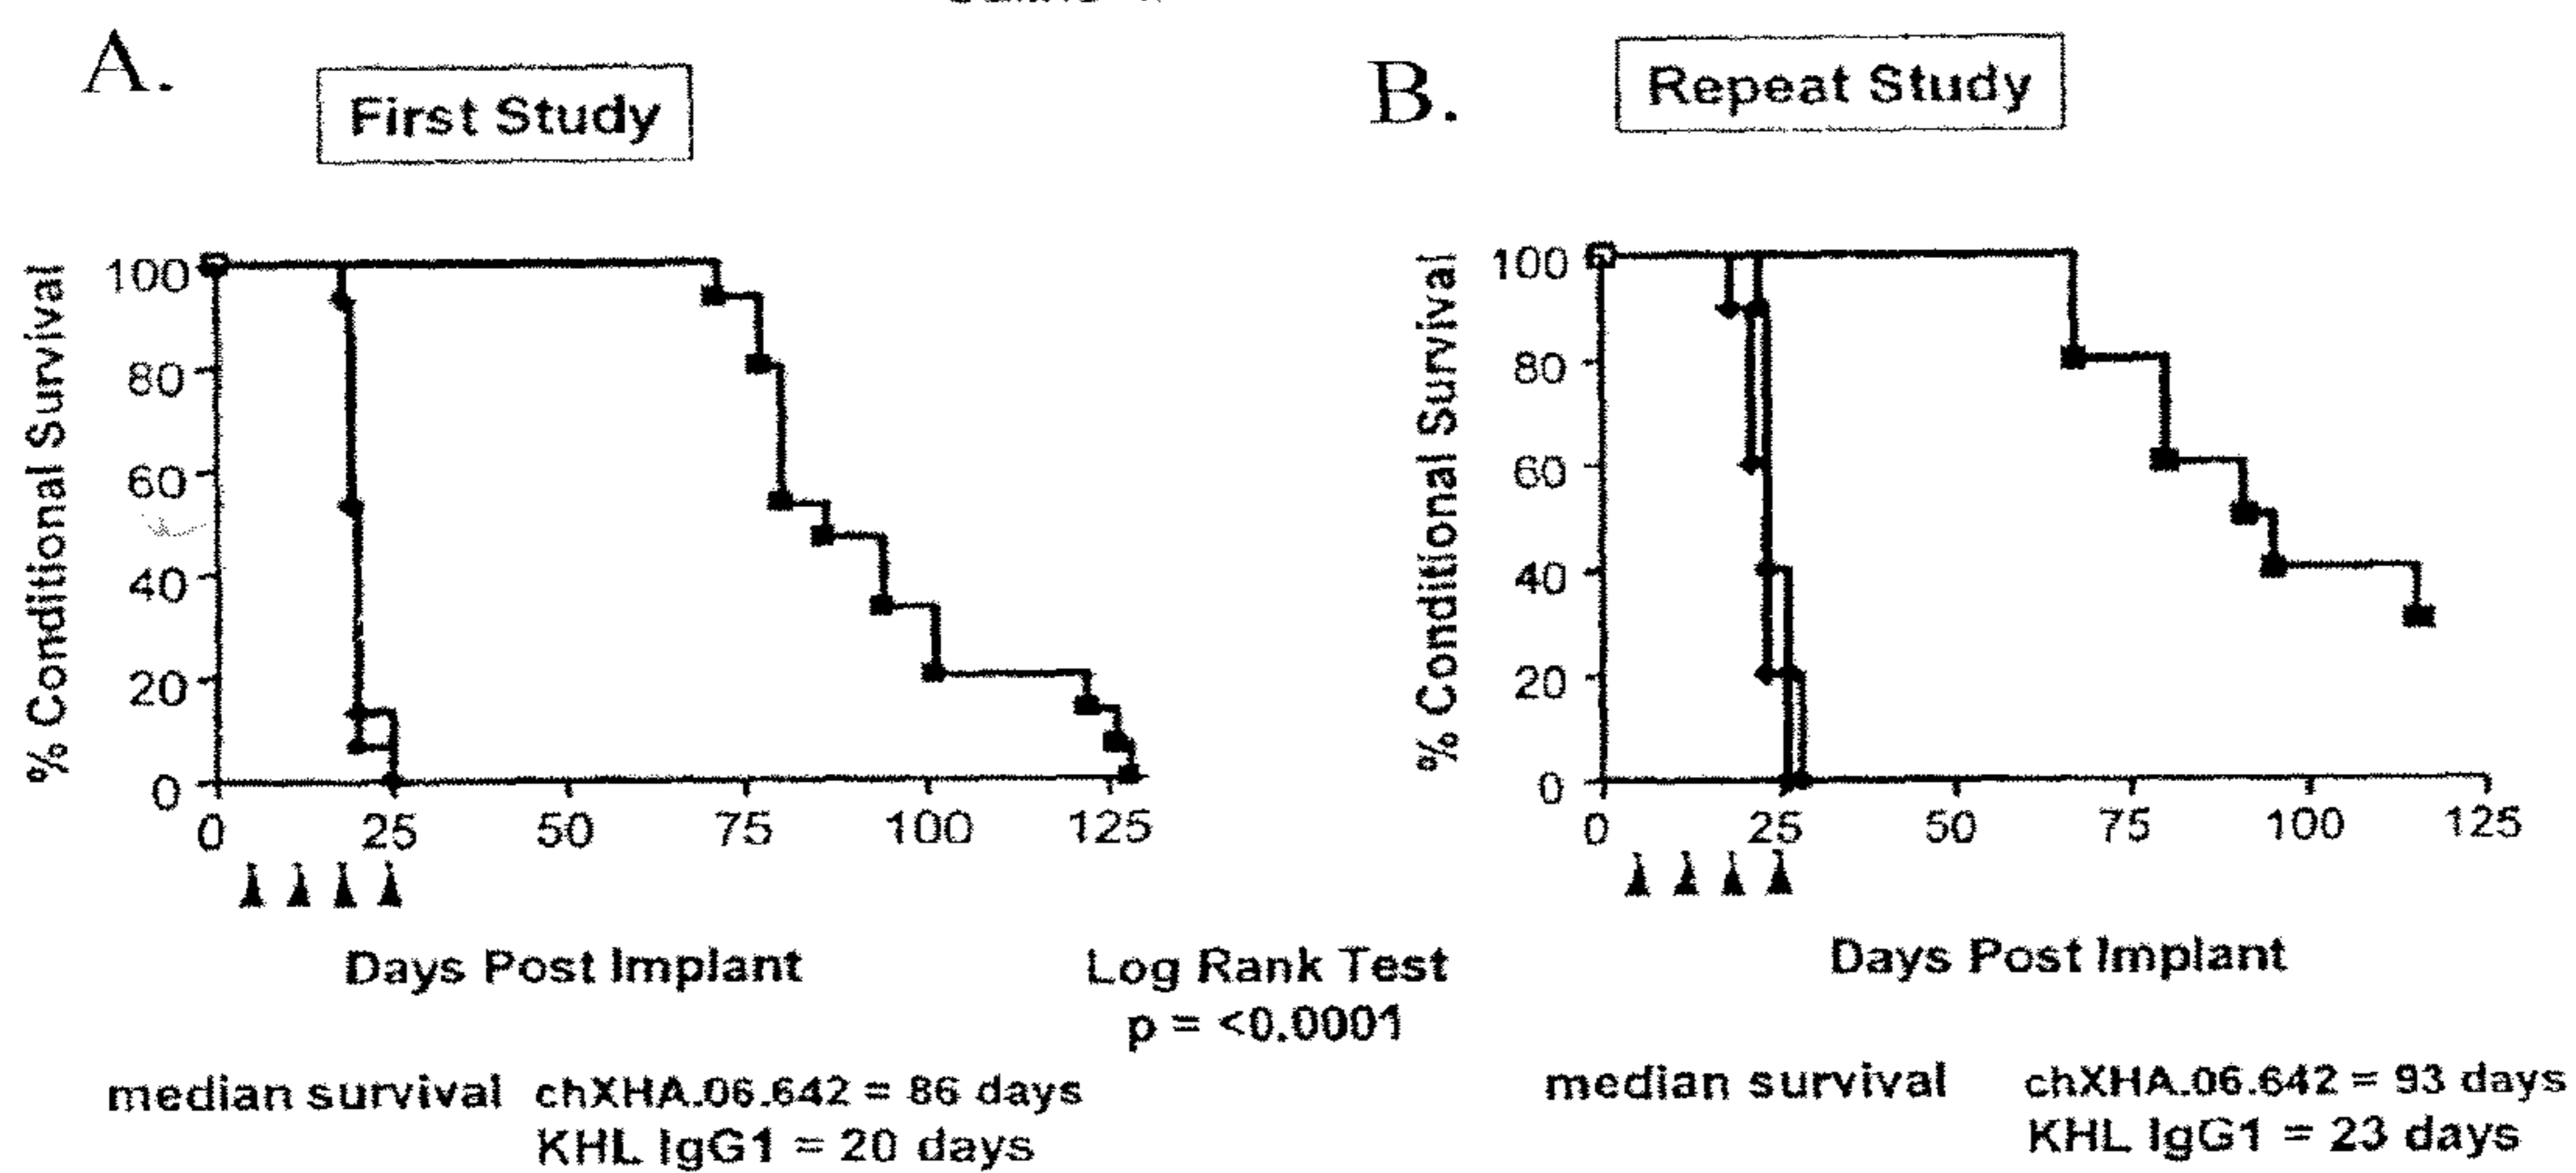 A.
First Study
% Conditional Survival
100
80
60
40
20
0
0 25 50 75 100 125
Days Post Implant
Log Rank Test
p = <0.0001
median survival chXHA.06.642 = 86 days
KHL IgG1 = 20 days
B.
Repeat Study
% Conditional Survival
100
80
60
40
20
0
0 25 50 75 100 125
Days Post Implant
median survival chXHA.06.642 = 93 days
KHL IgG1 = 23 days